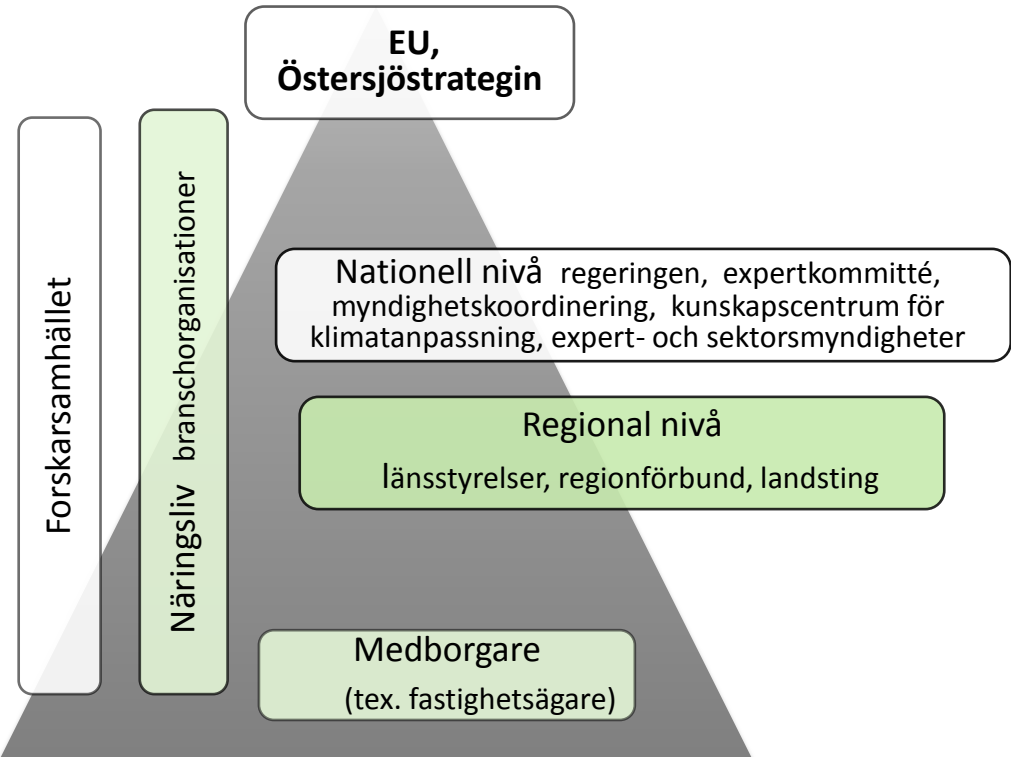 EU,
Östersjöstrategin
Forskarsamhället
Näringsliv branschorganisationer
Nationell nivå regeringen, expertkommitté,
myndighetskoordinering, kunskapscentrum för
klimatanpassning, expert- och sektorsmyndigheter
Regional nivå
länsstyrelser, regionförbund, landsting
Medborgare
(tex. fastighetsägare)